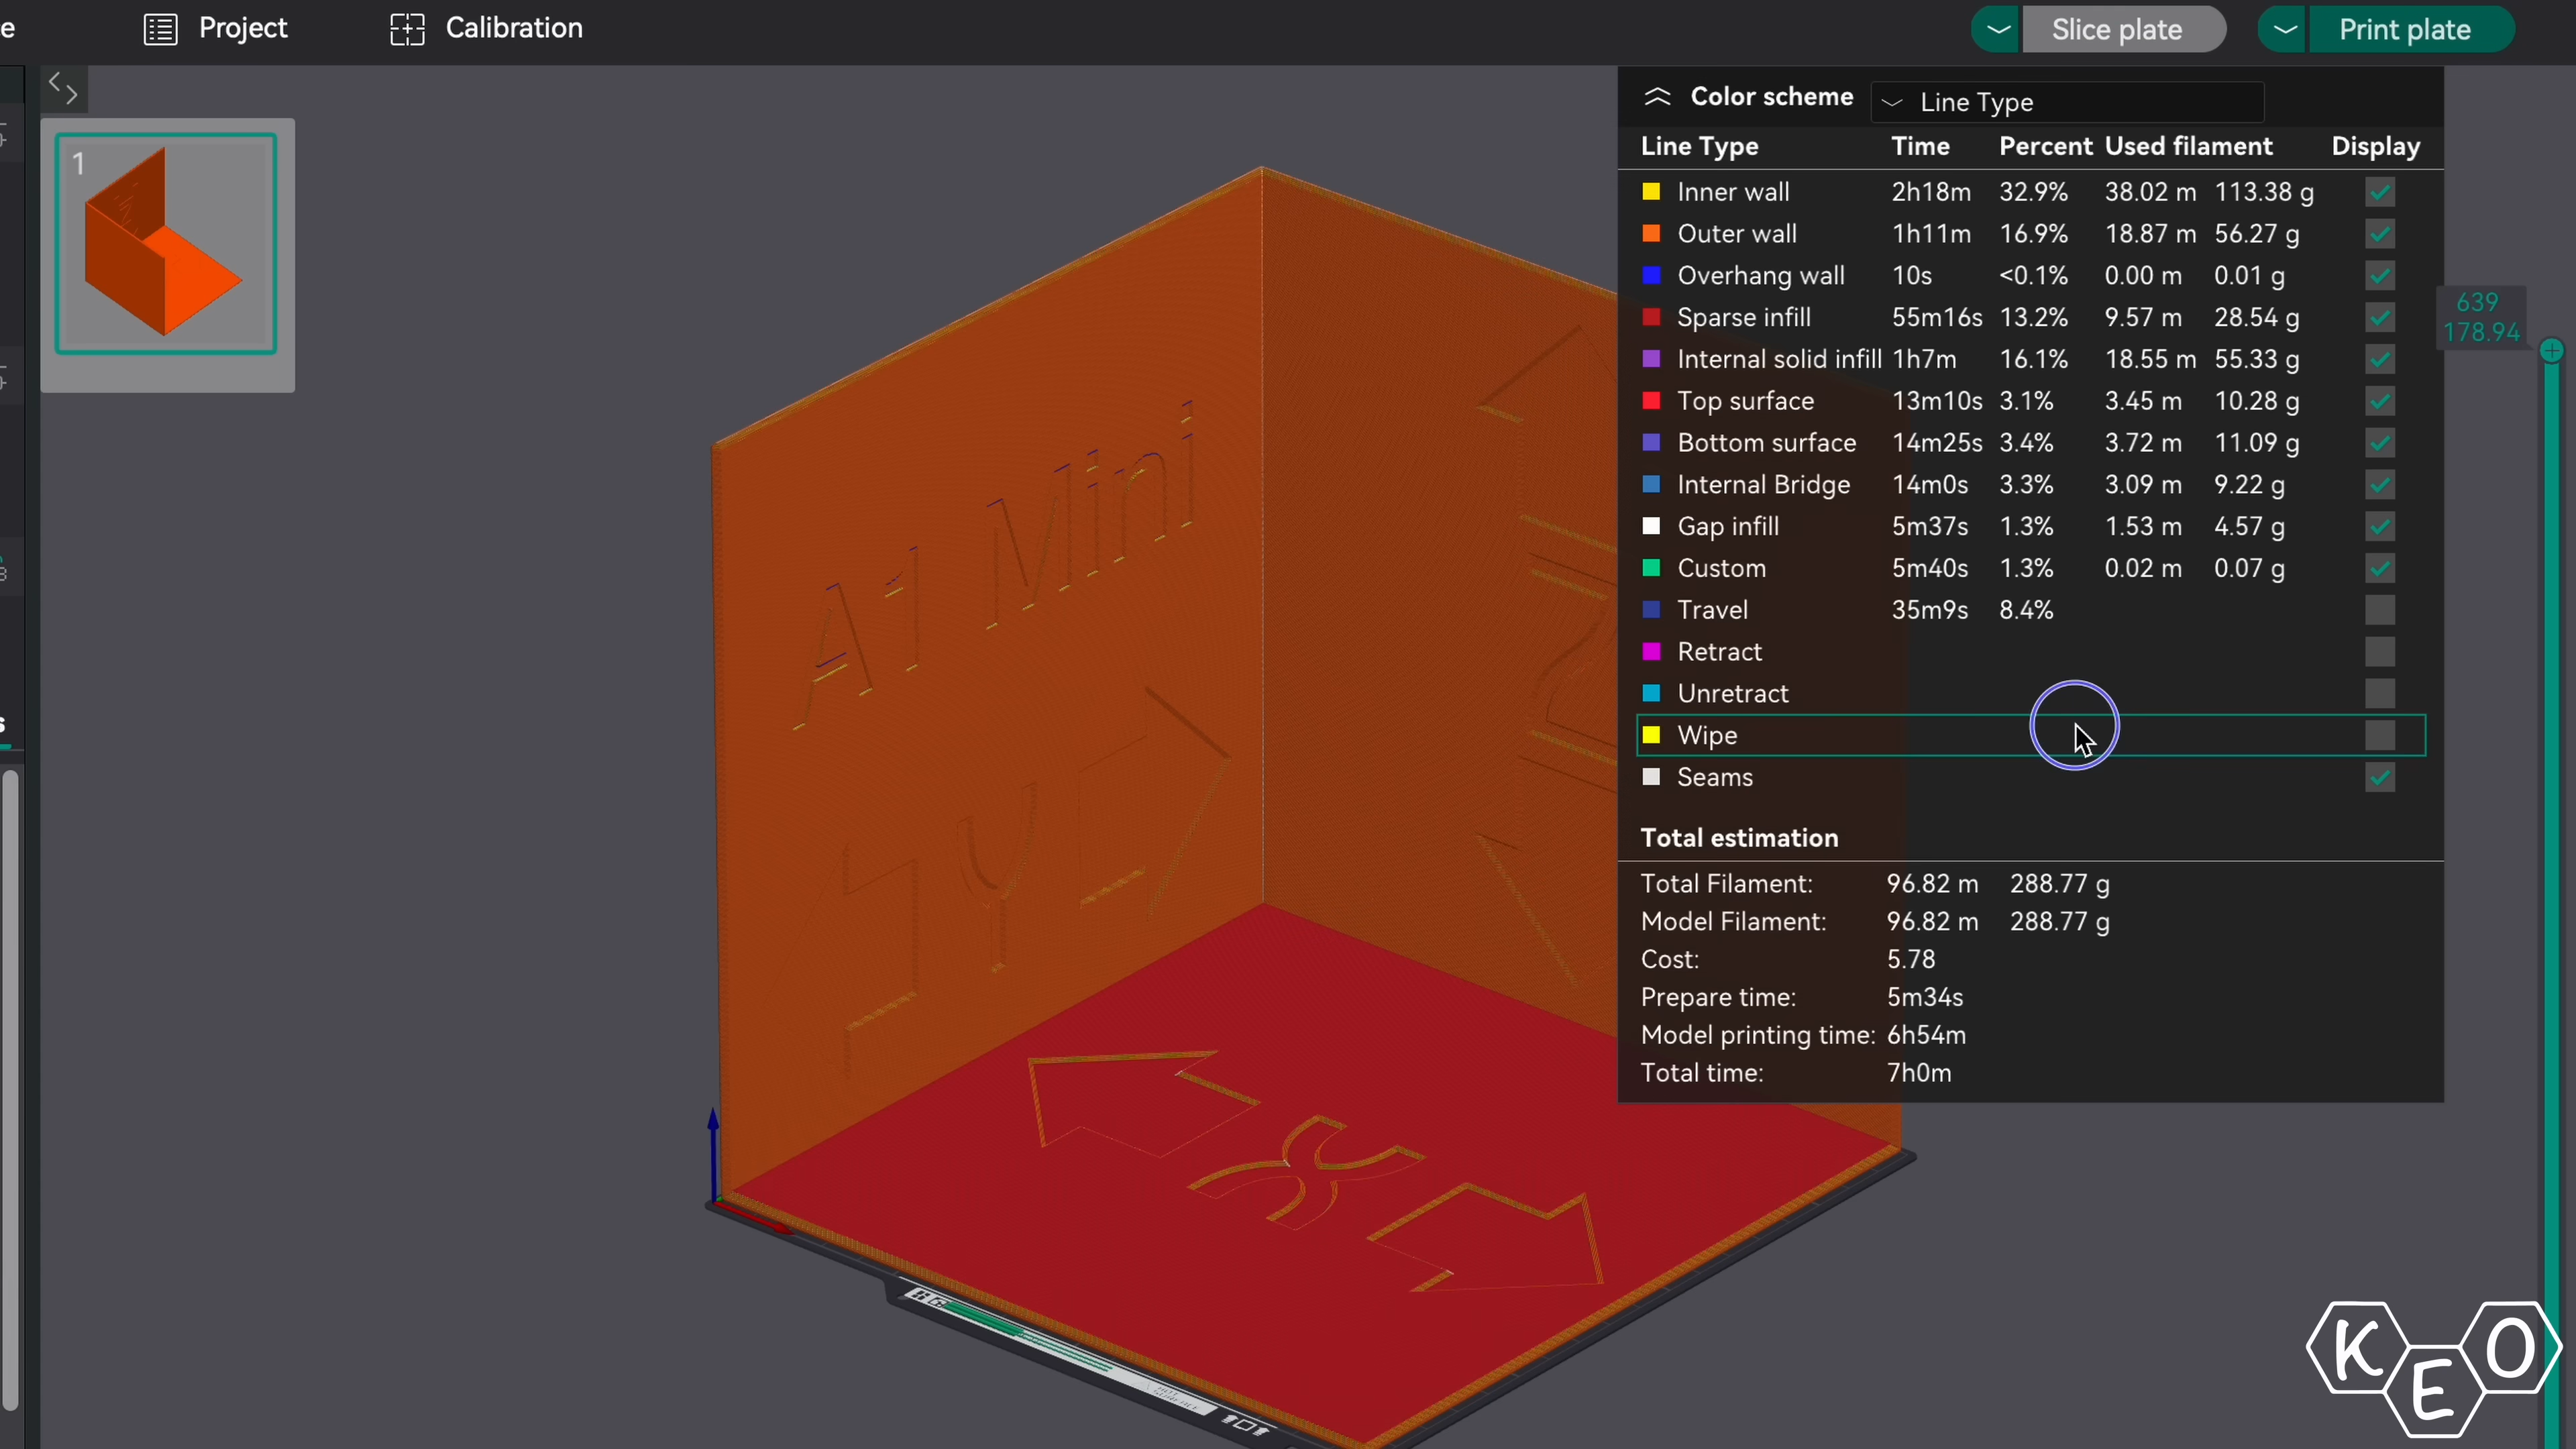 e
Project
Calibration
Slice plate
Print plate
1
Color scheme
Line Type
Line Type Time Percent Used filament Display
Inner wall 2h18m 32.9% 38.02 m 113.38 g
Outer wall 1h11m 16.9% 18.87 m 56.27 g
Overhang wall 10s <0.1% 0.00 m 0.01 g
Sparse infill 55m16s 13.2% 9.57 m 28.54 g
Internal solid infill 1h7m 16.1% 18.55 m 55.33 g
Top surface 13m10s 3.1% 3.45 m 10.28 g
Bottom surface 14m25s 3.4% 3.72 m 11.09 g
Internal Bridge 14m0s 3.3% 3.09 m 9.22 g
Gap infill 5m37s 1.3% 1.53 m 4.57 g
Custom 5m40s 1.3% 0.02 m 0.07 g
Travel 35m9s 8.4%
Retract
Unretract
Wipe
Seams
Total estimation
Total Filament: 96.82 m 288.77 g
Model Filament: 96.82 m 288.77 g
Cost: 5.78
Prepare time: 5m34s
Model printing time: 6h54m
Total time: 7h0m
639
178.94
A1 Mini
Y
Z
X
s
KEO